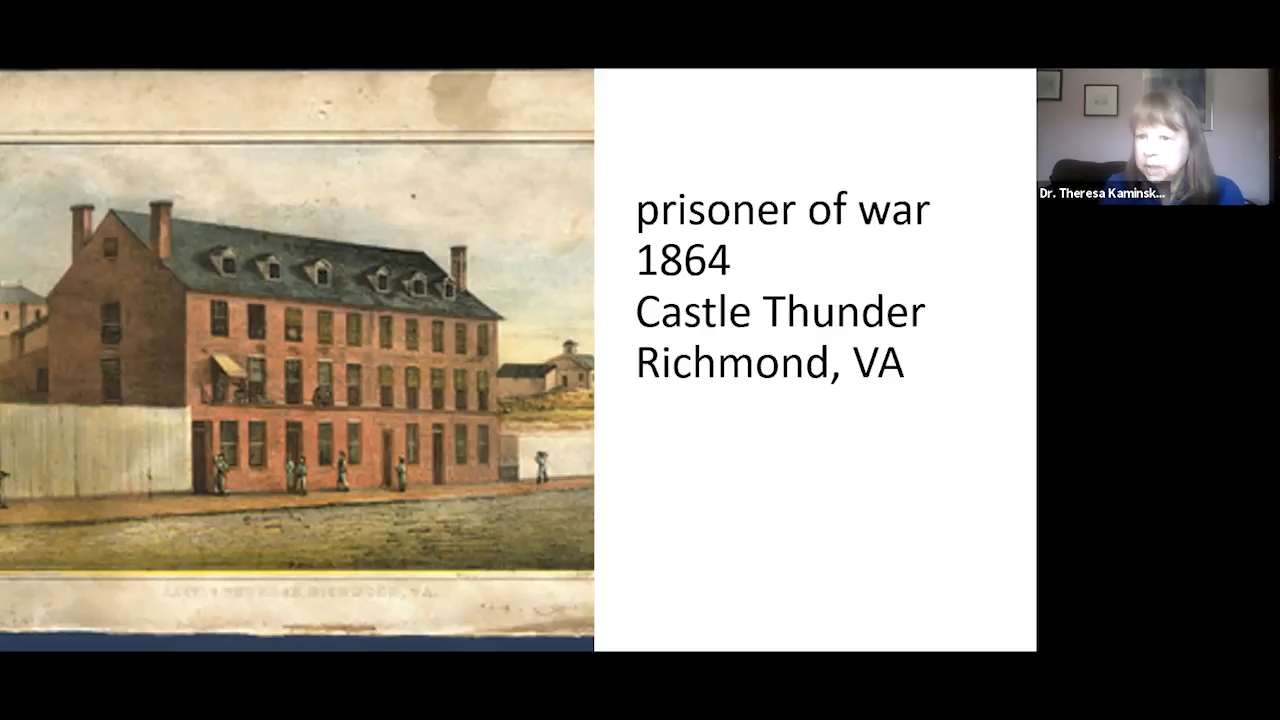 prisoner of war
1864
Castle Thunder
Richmond, VA
Dr. Theresa Kaminsk...